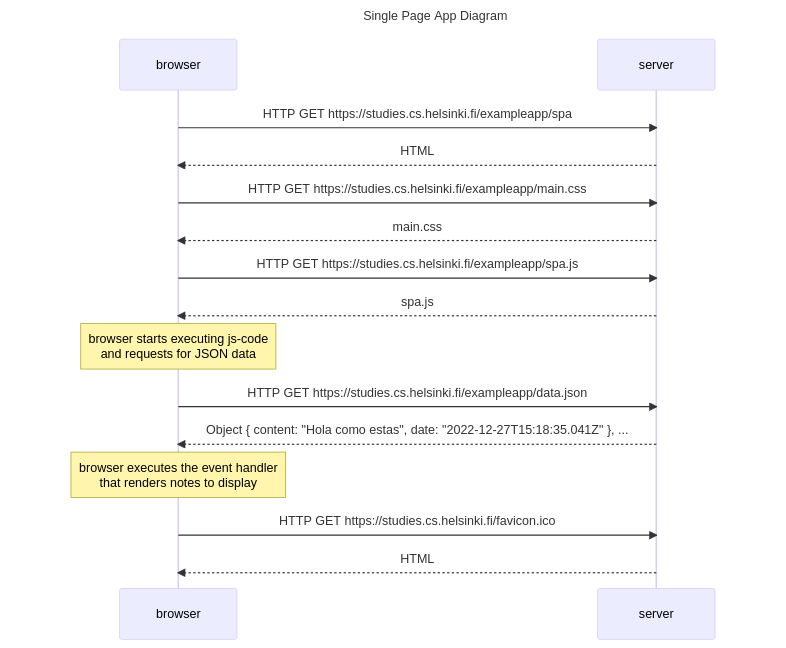 Single Page App Diagram
browser
server
HTTP GET https://studies.cs.helsinki.fi/exampleapp/spa
HTML
HTTP GET https://studies.cs.helsinki.fi/exampleapp/main.css
main.css
HTTP GET https://studies.cs.helsinki.fi/exampleapp/spa.js
spa.js
browser starts executing js-code
and requests for JSON data
HTTP GET https://studies.cs.helsinki.fi/exampleapp/data.json
Object { content: "Hola como estas", date: "2022-12-27T15:18:35.041Z" }, ...
browser executes the event handler
that renders notes to display
HTTP GET https://studies.cs.helsinki.fi/favicon.ico
HTML
browser
server